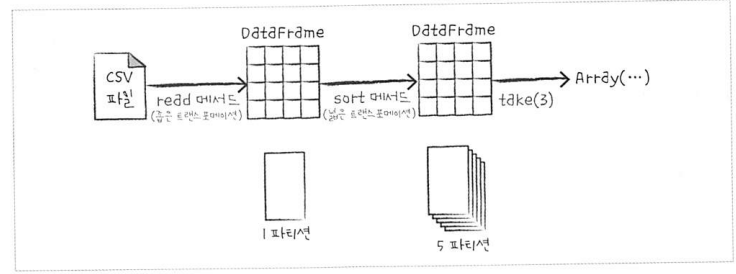 DataFrame
DataFrame
CSV
파일
read 메서드
(좁은 트랜스포메이션)
sort 메서드
(넓은 트랜스포메이션)
take(3)
Array(…)
1 파티션
5 파티션